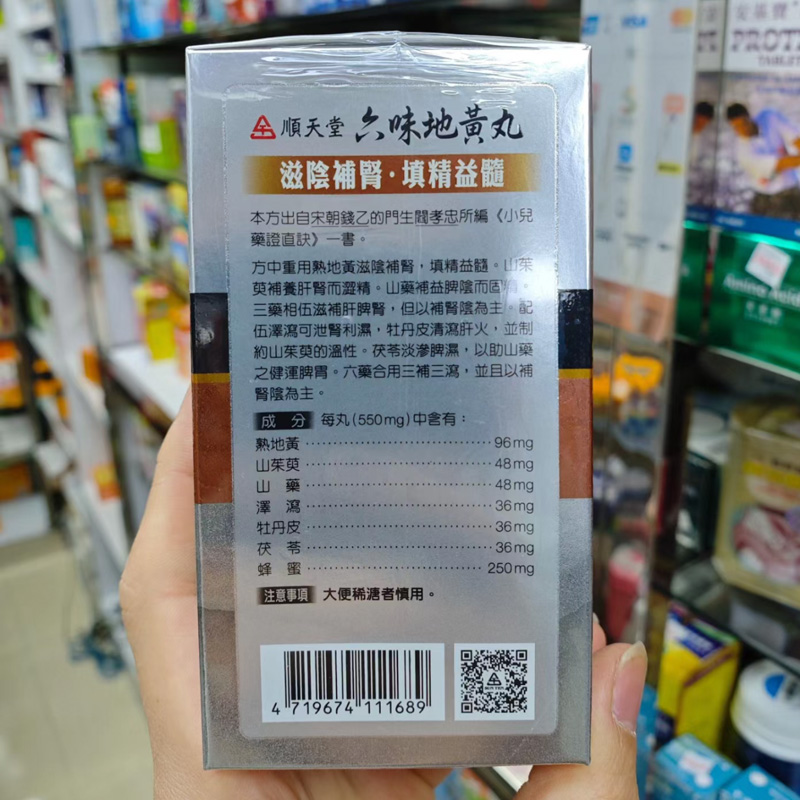 順天堂 六味地黃丸
滋陰補腎·填精益髓
本方出自宋朝錢乙的門生閻孝忠所編《小兒
藥證直訣》一書。
方中重用熟地黃滋陰補腎，填精益髓。山茱
萸補養肝腎而澀精。山藥補益脾陰而固精。
三藥相伍滋補肝脾腎，但以補腎陰為主。配
伍澤瀉可泄腎利濕，牡丹皮清瀉肝火，並制
約山茱萸的溫性。茯苓淡滲脾濕，以助山藥
之健運脾胃。六藥合用三補三瀉，並且以補
腎陰為主。
成分 每丸(550mg)中含有：
熟地黃 96mg
山茱萸 48mg
山藥 48mg
澤瀉 36mg
牡丹皮 36mg
茯苓 36mg
蜂蜜 250mg
注意事項 大便稀溏者慎用。
4 719674 111689
VISA
PROTE
TABLET
Amino Acid